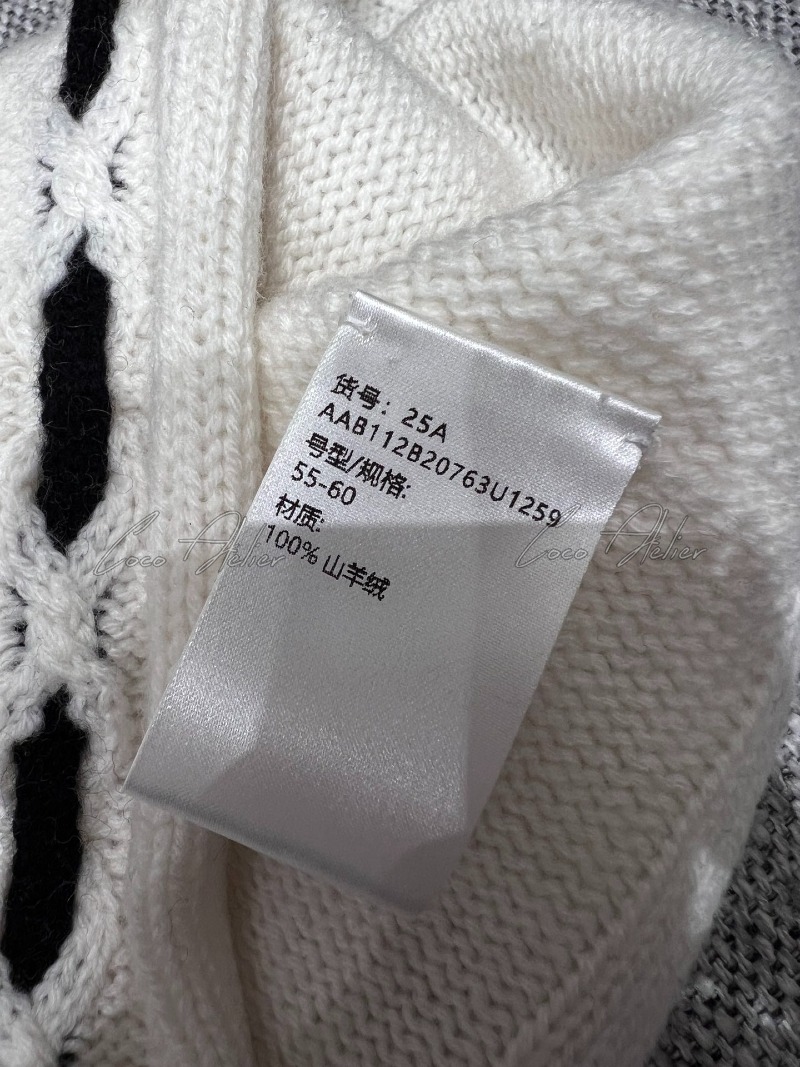 货号：25A
AAB112B20763U1259
号型/规格:
55-60
材质:
100% 山羊绒
Coco Atelier
Coco Atelier